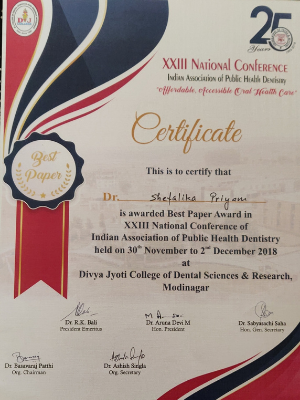 25
Years
XXIII NATIONAL CONFERENCE
Indian Association of Public Health Dentistry
"Affordable, Accessible Oral Health Care"
Certificate
Best
Paper
This is to certify that
Dr. Shefalika Priyam
is awarded Best Paper Award in
XXIII National Conference of
Indian Association of Public Health Dentistry
held on 30th November to 2nd December 2018
at
Divya Jyoti College of Dental Sciences & Research,
Modinagar
Dr. R.K. Bali
President Emeritus
Dr. Aruna Devi M
Hon. President
Dr. Sabyasachi Saha
Hon. Gen. Secretary
Dr. Basavaraj Patthi
Org. Chairman
Dr. Ashish Singla
Org. Secretary